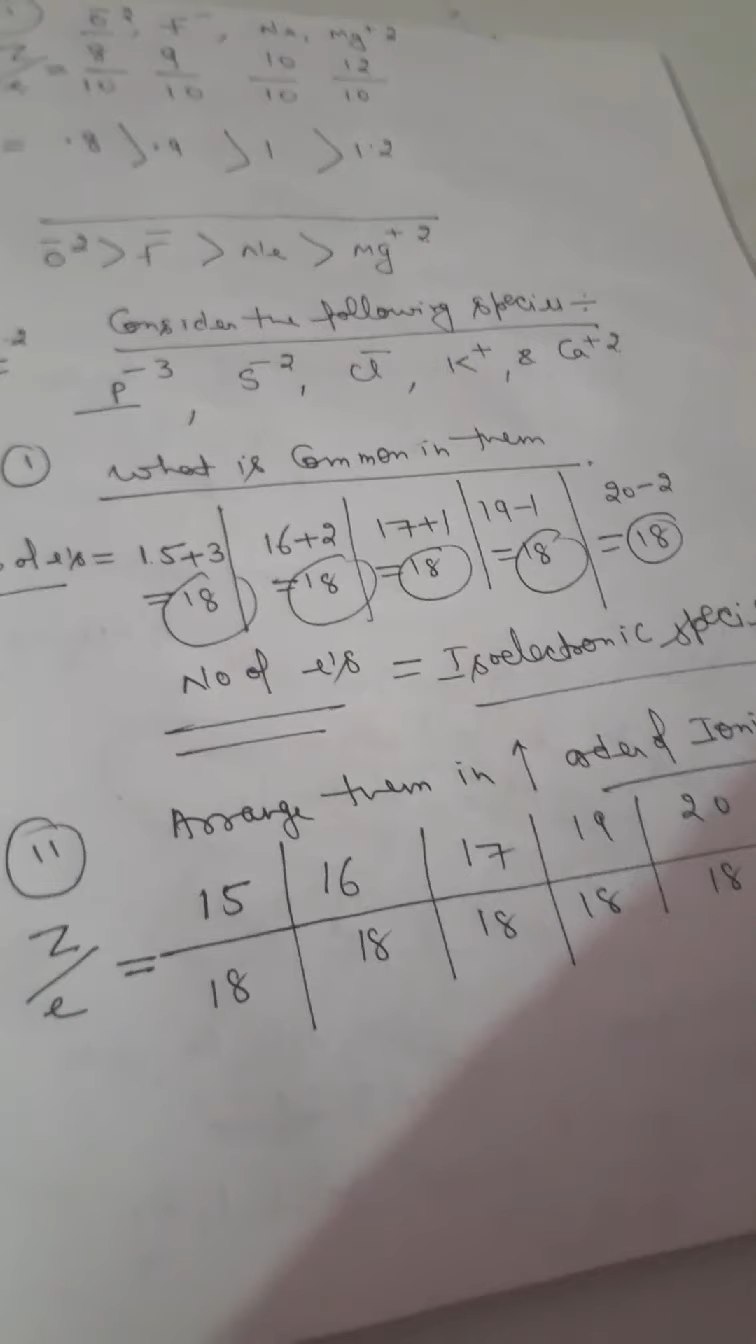 O⁻², F⁻, Ne, Mg⁺²
Z/e = 8/10 9/10 10/10 12/10
= .8 > .9 > 1 > 1.2
O⁻² > F⁻ > Ne > Mg⁺²
Consider the following species ÷
P⁻³, S⁻², Cl⁻, K⁺, & Ca⁺²
① What is Common in them
of e's = 15+3 | 16+2 | 17+1 | 19-1 | 20-2
= 18 | = 18 | = 18 | = 18 | = 18
No of e's = Isoelectronic speci
⑪ Arrange them in ↑ order of Ioni
15 | 16 | 17 | 19 | 20
Z/e = 18 | 18 | 18 | 18 | 18